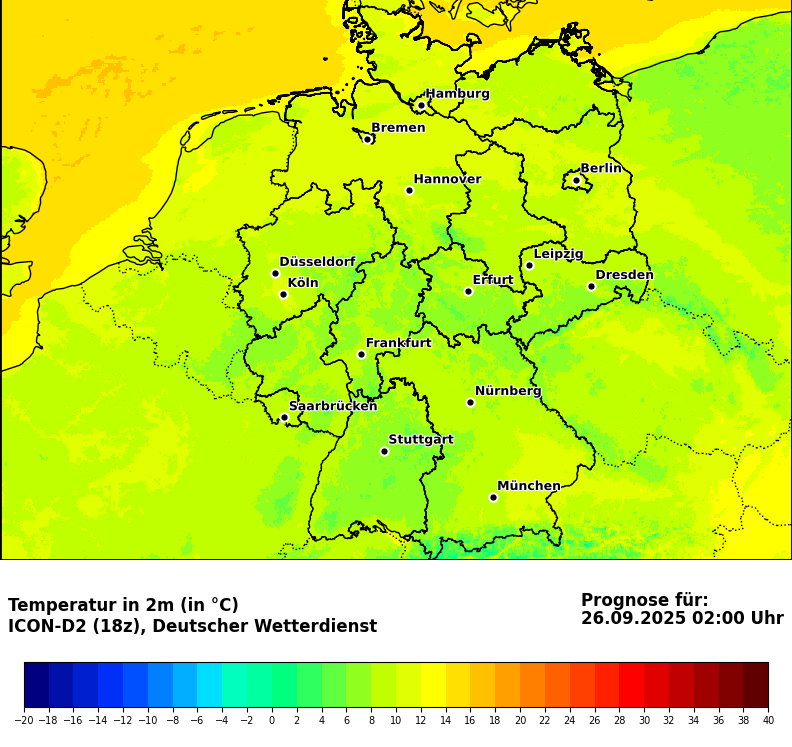 Hamburg
Bremen
Berlin
Hannover
Leipzig
Düsseldorf
Dresden
Köln
Erfurt
Frankfurt
Nürnberg
Saarbrücken
Stuttgart
München
Temperatur in 2m (in °C)
ICON-D2 (18z), Deutscher Wetterdienst
Prognose für:
26.09.2025 02:00 Uhr
−20 −18 −16 −14 −12 −10 −8 −6 −4 −2 0 2 4 6 8 10 12 14 16 18 20 22 24 26 28 30 32 34 36 38 40